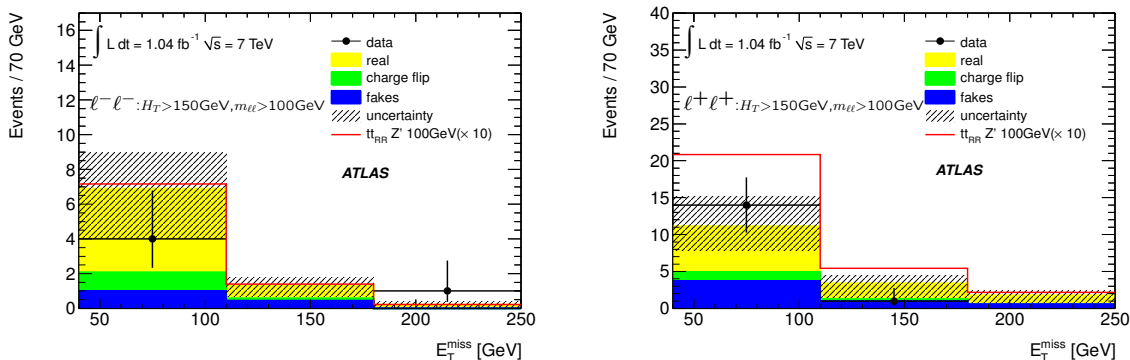 Events / 70 GeV
16
14
12
10
8
6
4
2
0
∫ L dt = 1.04 fb⁻¹ √s = 7 TeV
ℓ⁻ℓ⁻:H_T>150GeV,m_ℓℓ>100GeV
data
real
charge flip
fakes
uncertainty
tt_RR Z' 100GeV(× 10)
ATLAS
50 100 150 200 250
E_T^miss [GeV]
Events / 70 GeV
40
35
30
25
20
15
10
5
0
∫ L dt = 1.04 fb⁻¹ √s = 7 TeV
ℓ⁺ℓ⁺:H_T>150GeV,m_ℓℓ>100GeV
data
real
charge flip
fakes
uncertainty
tt_RR Z' 100GeV(× 10)
ATLAS
50 100 150 200 250
E_T^miss [GeV]